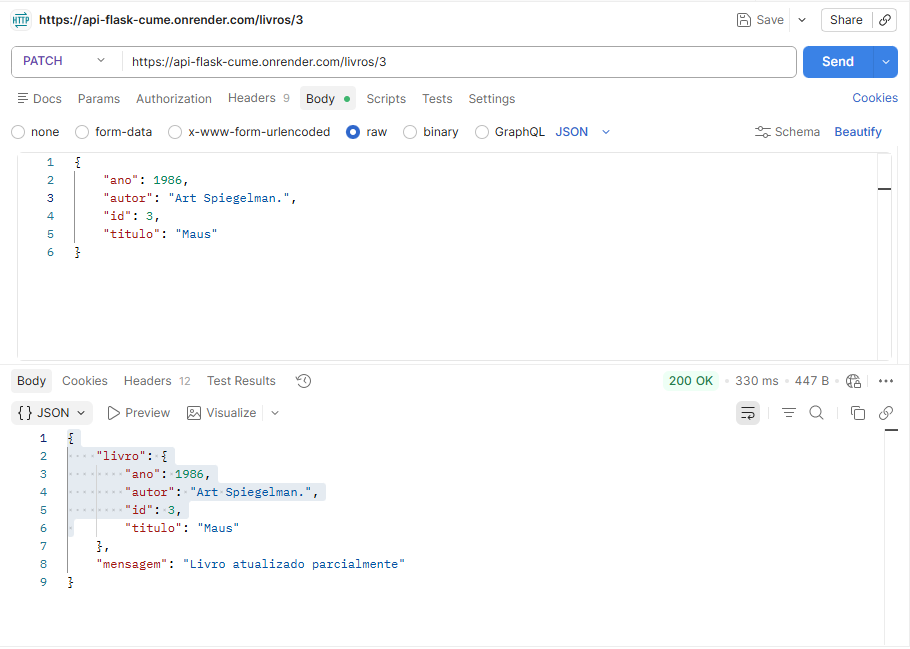 HTTP https://api-flask-cume.onrender.com/livros/3 Save Share
PATCH https://api-flask-cume.onrender.com/livros/3 Send
Docs Params Authorization Headers 9 Body Scripts Tests Settings Cookies
none form-data x-www-form-urlencoded raw binary GraphQL JSON Schema Beautify
1 {
2 "ano": 1986,
3 "autor": "Art Spiegelman.",
4 "id": 3,
5 "titulo": "Maus"
6 }
Body Cookies Headers 12 Test Results 200 OK • 330 ms • 447 B
{} JSON Preview Visualize
1 {
2 "livro": {
3 "ano": 1986,
4 "autor": "Art Spiegelman.",
5 "id": 3,
6 "titulo": "Maus"
7 },
8 "mensagem": "Livro atualizado parcialmente"
9 }